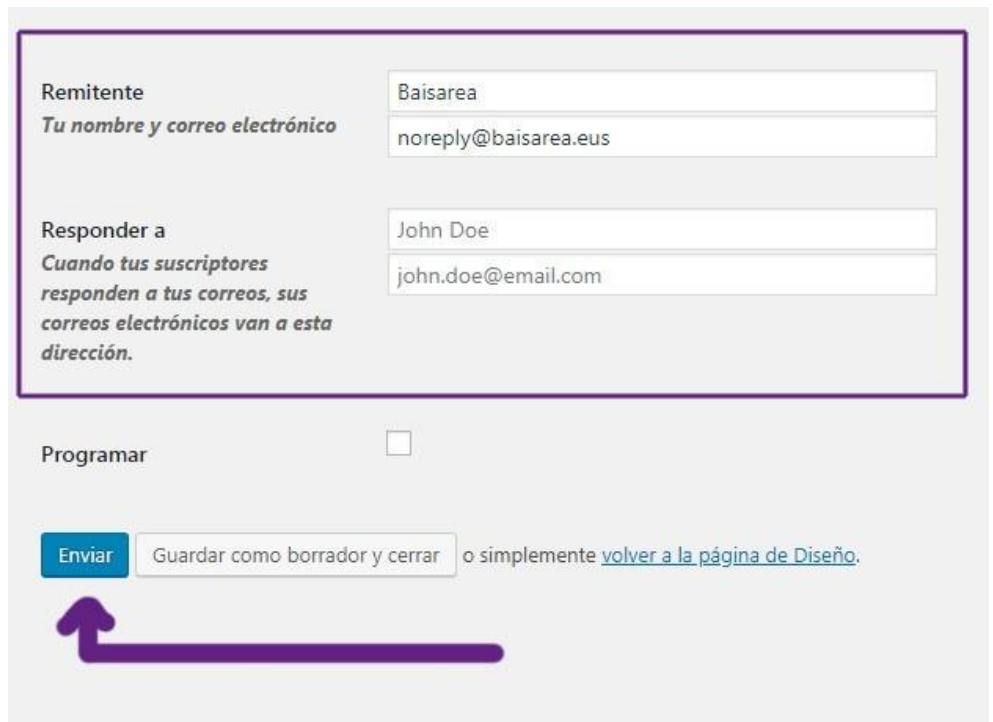 Remitente
Baisarea
Tu nombre y correo electrónico
noreply@baisarea.eus
Responder a
John Doe
Cuando tus suscriptores
john.doe@email.com
responden a tus correos, sus
correos electrónicos van a esta
dirección.
Programar
Enviar Guardar como borrador y cerrar o simplemente volver a la página de Diseño.